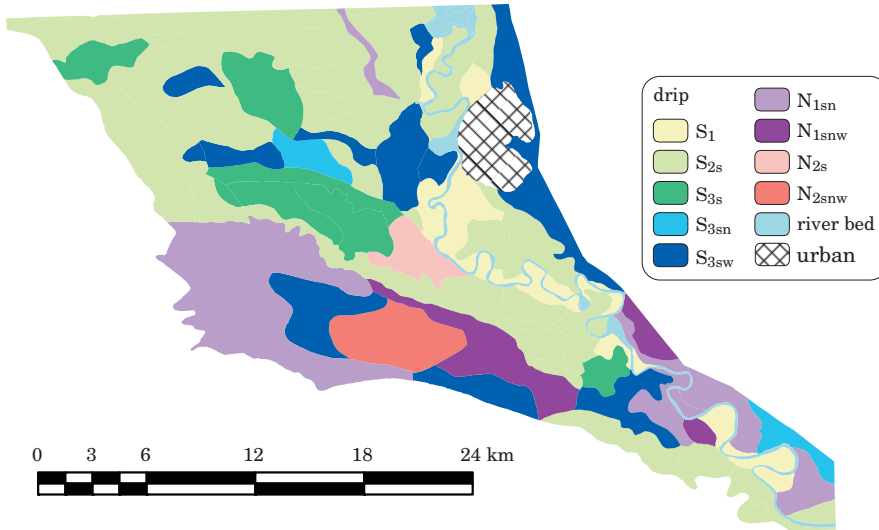 drip
S1
S2s
S3s
S3sn
S3sw
N1sn
N1snw
N2s
N2snw
river bed
urban
0 3 6 12 18 24 km